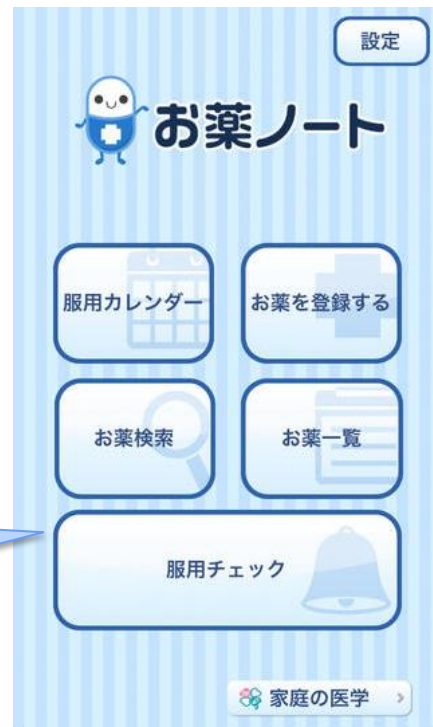 設定
お薬ノート
服用カレンダー
お薬を登録する
お薬検索
お薬一覧
服用チェック
家庭の医学